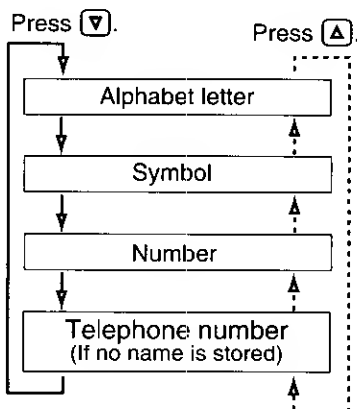 Press ▼.
Press ▲.
Alphabet letter
Symbol
Number
Telephone number
(If no name is stored)